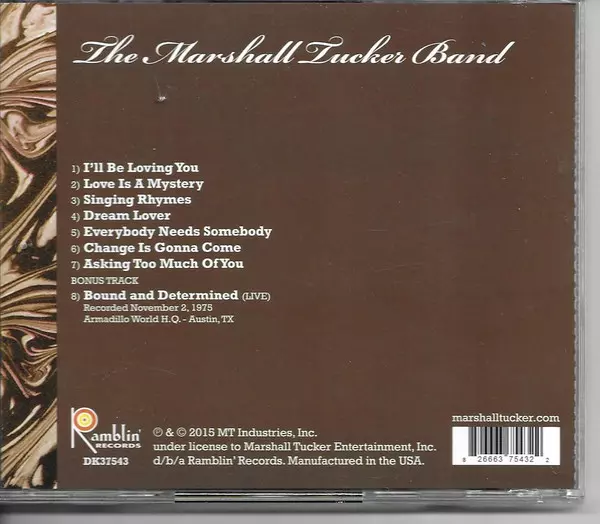 The Marshall Tucker Band
1) I'll Be Loving You
2) Love Is A Mystery
3) Singing Rhymes
4) Dream Lover
5) Everybody Needs Somebody
6) Change Is Gonna Come
7) Asking Too Much Of You
BONUS TRACK
8) Bound and Determined (LIVE)
Recorded November 2, 1975
Armadillo World H.Q. - Austin, TX
Ramblin'
RECORDS
DK37543
℗ & © 2015 MT Industries, Inc.
under license to Marshall Tucker Entertainment, Inc.
d/b/a Ramblin' Records. Manufactured in the USA.
marshalltucker.com
8 26663 75432 2